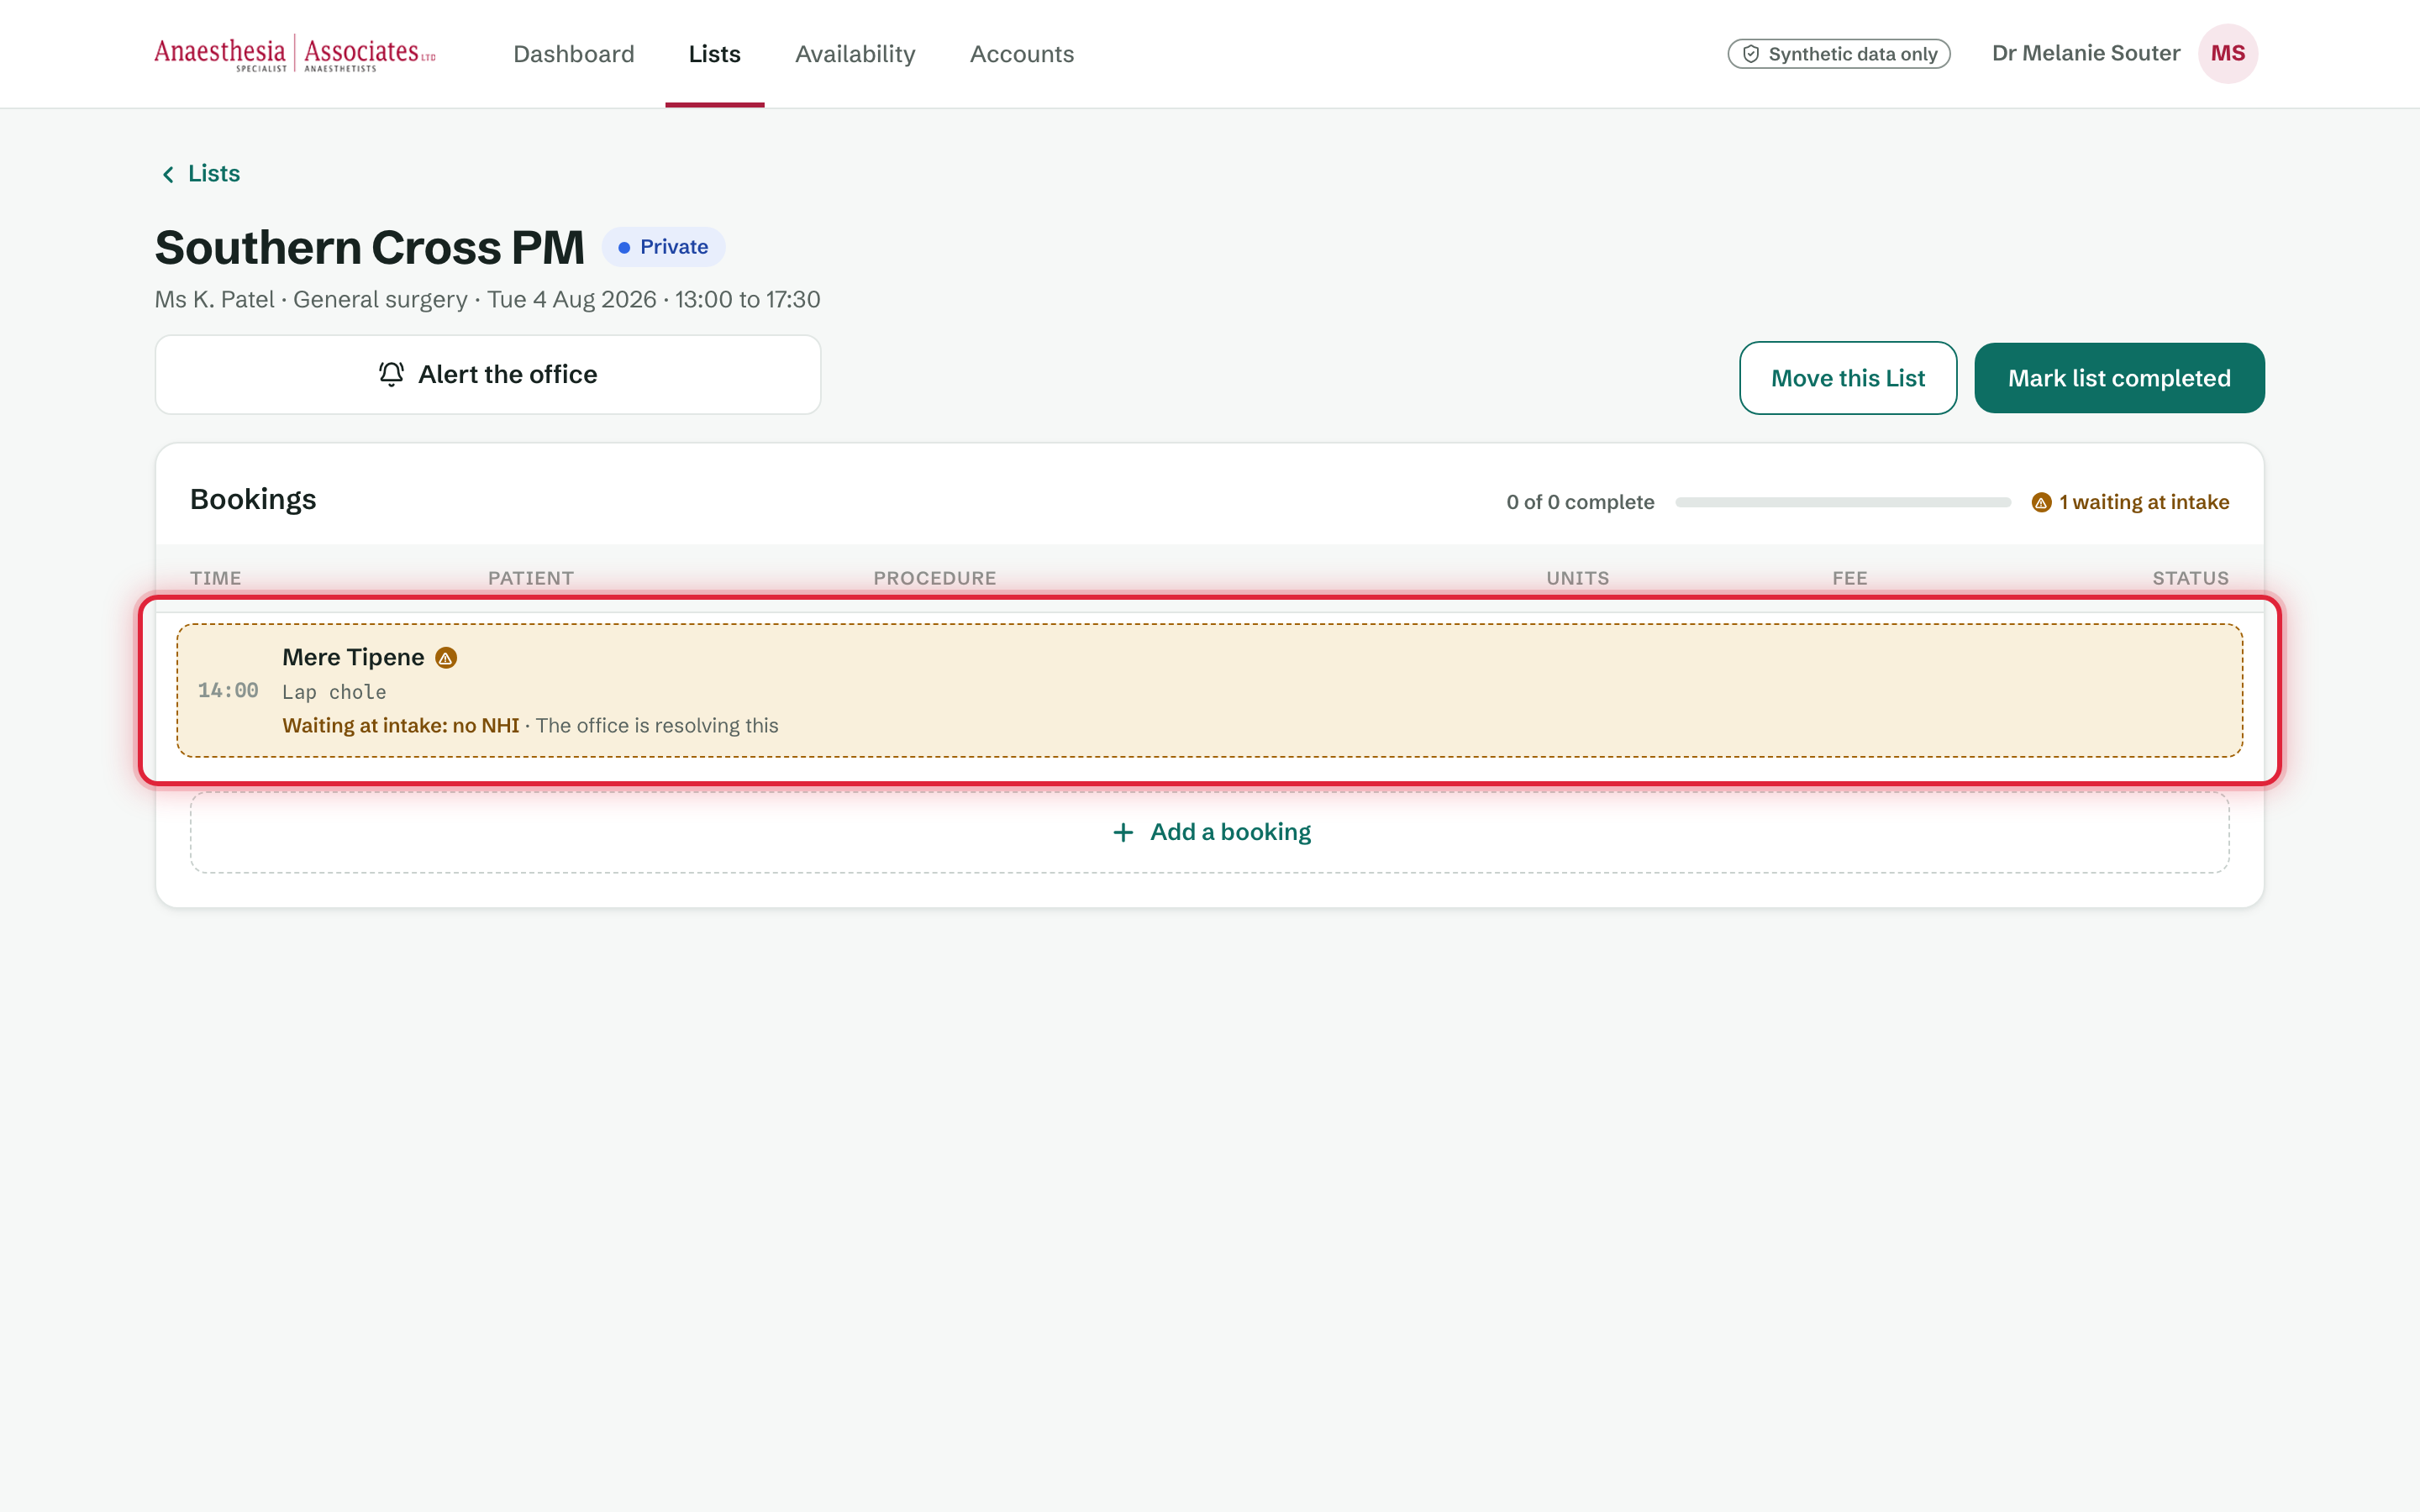 Anaesthesia Associates LTD
SPECIALIST ANAESTHETISTS
Dashboard Lists Availability Accounts
Synthetic data only
Dr Melanie Souter MS
Lists
Southern Cross PM Private
Ms K. Patel · General surgery · Tue 4 Aug 2026 · 13:00 to 17:30
Alert the office
Move this List
Mark list completed
Bookings
0 of 0 complete
1 waiting at intake
TIME PATIENT PROCEDURE UNITS FEE STATUS
Mere Tipene
14:00
Lap chole
Waiting at intake: no NHI · The office is resolving this
Add a booking